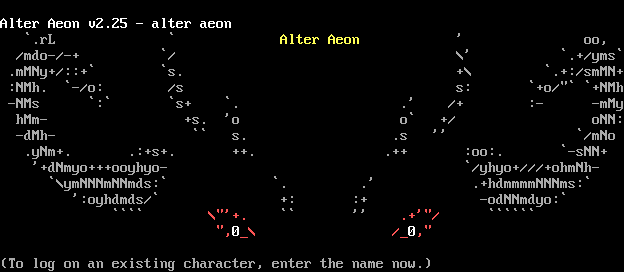 Alter Aeon v2.25 - alter aeon
Alter Aeon
(To log on an existing character, enter the name now.)